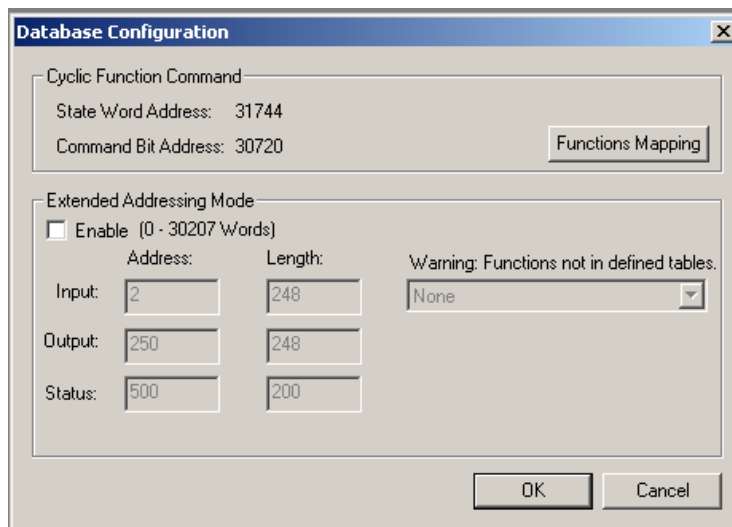 Database Configuration
Cyclic Function Command
State Word Address: 31744
Command Bit Address: 30720
Functions Mapping
Extended Addressing Mode
Enable (0 - 30207 Words)
Address: Length: Warning: Functions not in defined tables.
Input: 2 248 None
Output: 250 248
Status: 500 200
OK Cancel